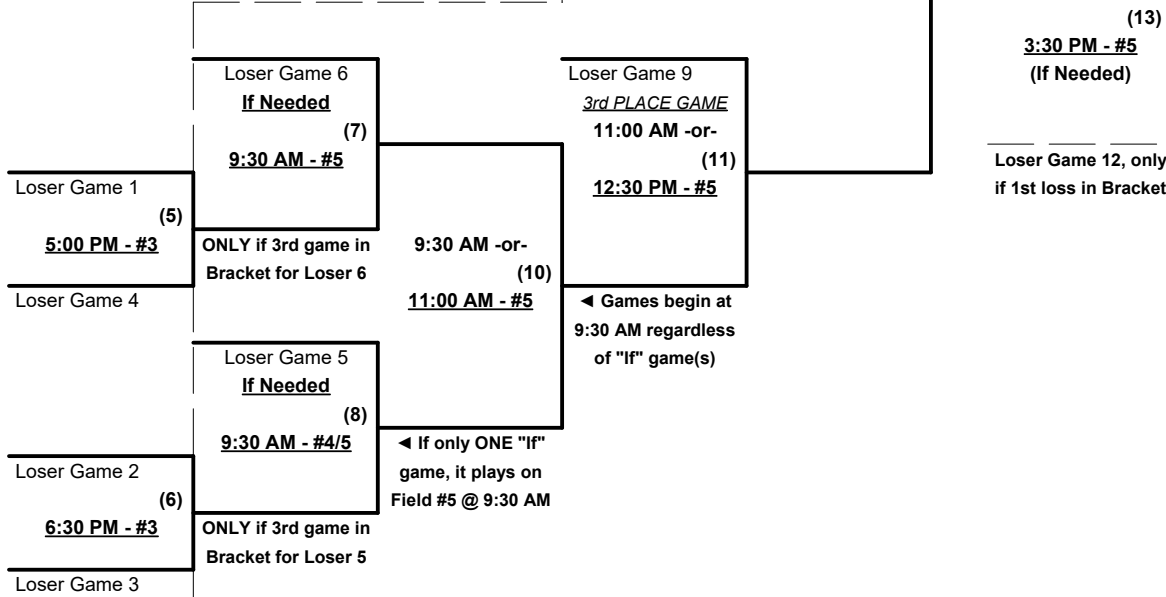 (13)
3:30 PM - #5
(If Needed)
Loser Game 12, only
if 1st loss in Bracket
Loser Game 6
If Needed
(7)
9:30 AM - #5
Loser Game 9
3rd PLACE GAME
11:00 AM -or-
(11)
12:30 PM - #5
Loser Game 1
(5)
5:00 PM - #3
ONLY if 3rd game in
Bracket for Loser 6
9:30 AM -or-
(10)
11:00 AM - #5
Loser Game 4
◄ Games begin at
9:30 AM regardless
of "If" game(s)
Loser Game 5
If Needed
(8)
9:30 AM - #4/5
◄ If only ONE "If"
game, it plays on
Field #5 @ 9:30 AM
Loser Game 2
(6)
6:30 PM - #3
ONLY if 3rd game in
Bracket for Loser 5
Loser Game 3